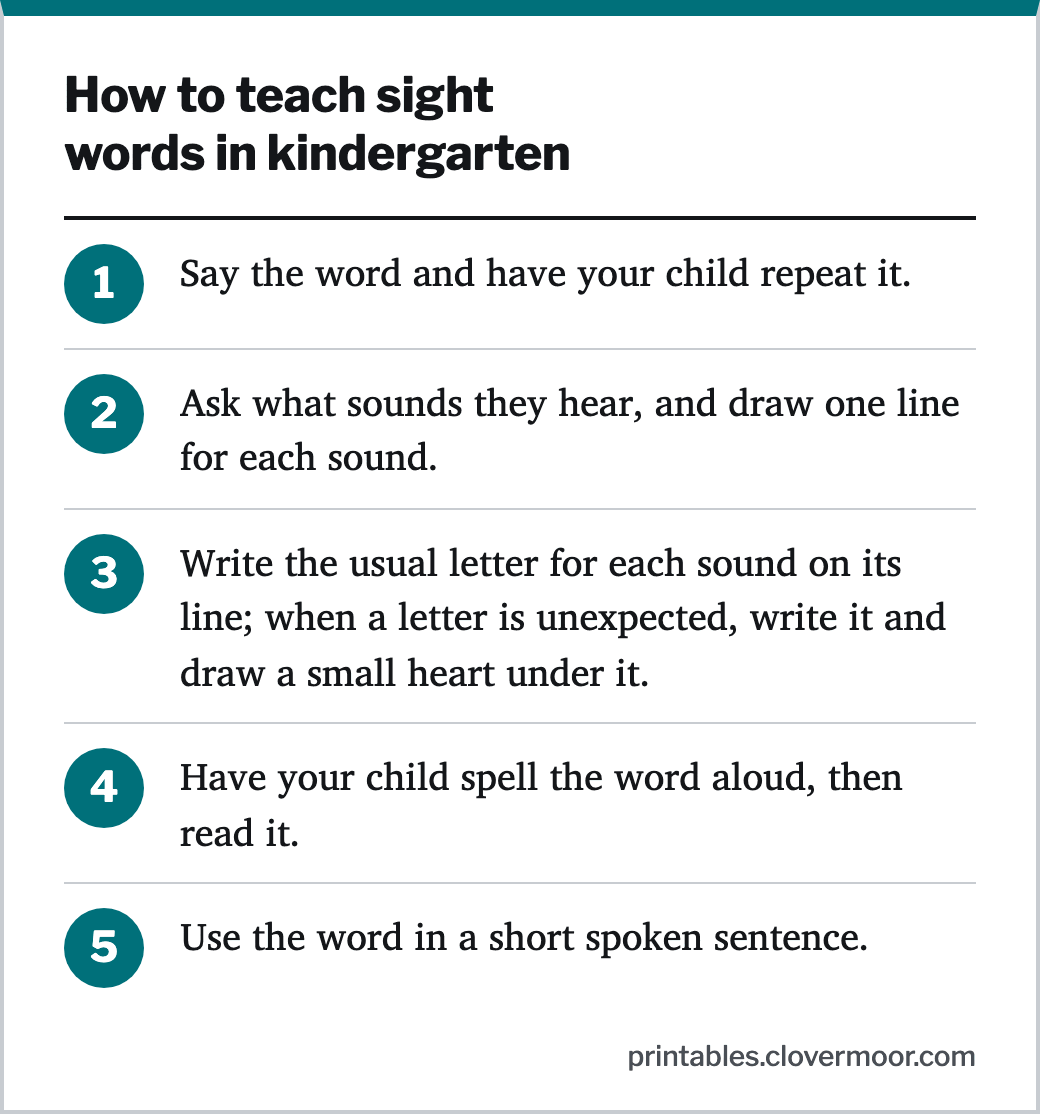 How to teach sight
words in kindergarten
1
Say the word and have your child repeat it.
2
Ask what sounds they hear, and draw one line
for each sound.
3
Write the usual letter for each sound on its
line; when a letter is unexpected, write it and
draw a small heart under it.
4
Have your child spell the word aloud, then
read it.
5
Use the word in a short spoken sentence.
printables.clovermoor.com